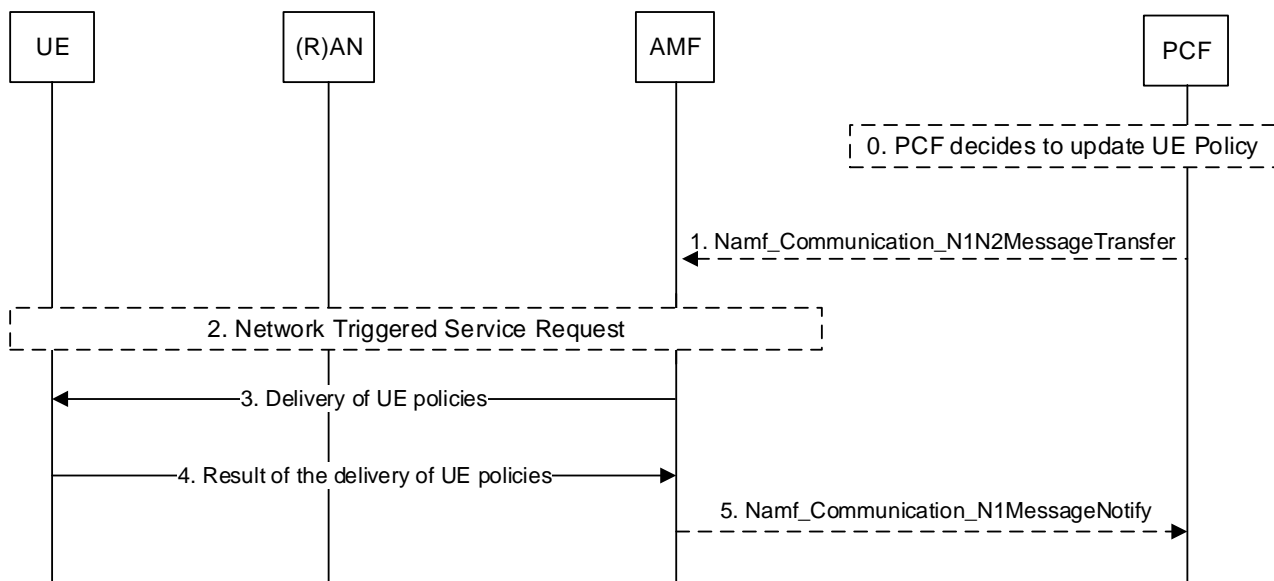 UE
(R)AN
AMF
PCF
0. PCF decides to update UE Policy
1. Namf_Communication_N1N2MessageTransfer
2. Network Triggered Service Request
3. Delivery of UE policies
4. Result of the delivery of UE policies
5. Namf_Communication_N1MessageNotify